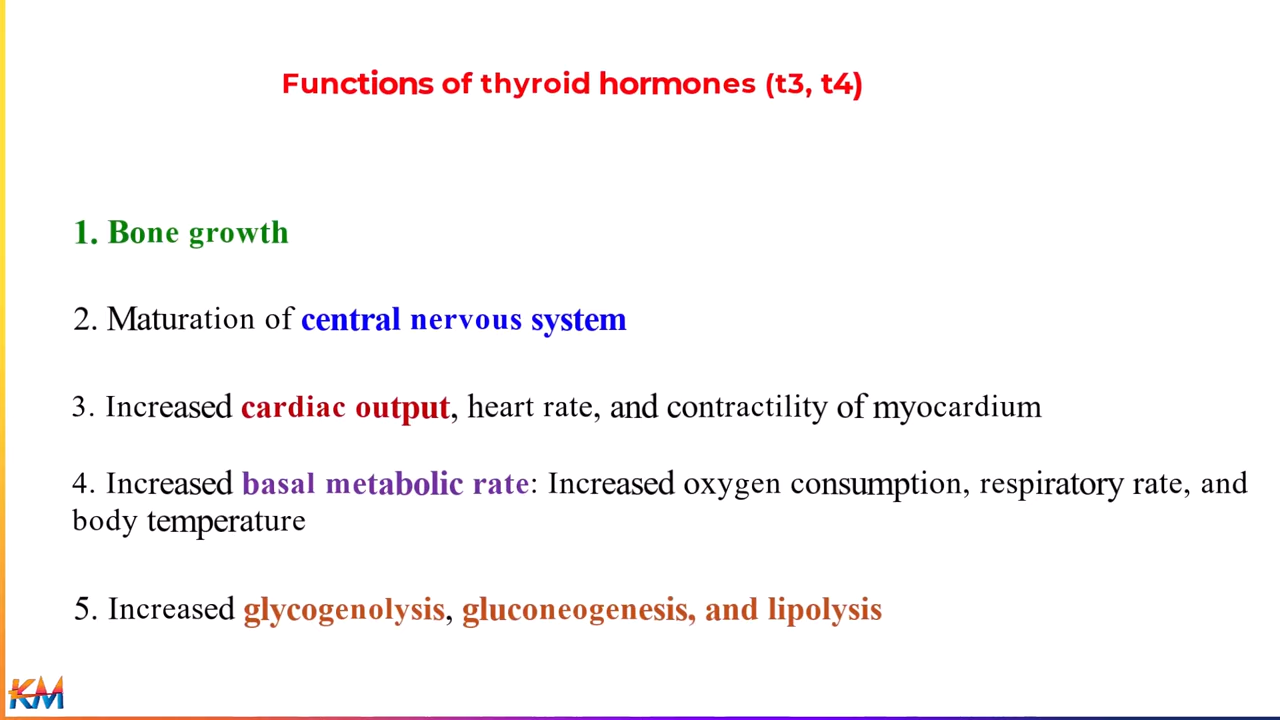 Functions of thyroid hormones (t3, t4)
1. Bone growth
2. Maturation of central nervous system
3. Increased cardiac output, heart rate, and contractility of myocardium
4. Increased basal metabolic rate: Increased oxygen consumption, respiratory rate, and
body temperature
5. Increased glycogenolysis, gluconeogenesis, and lipolysis
KM